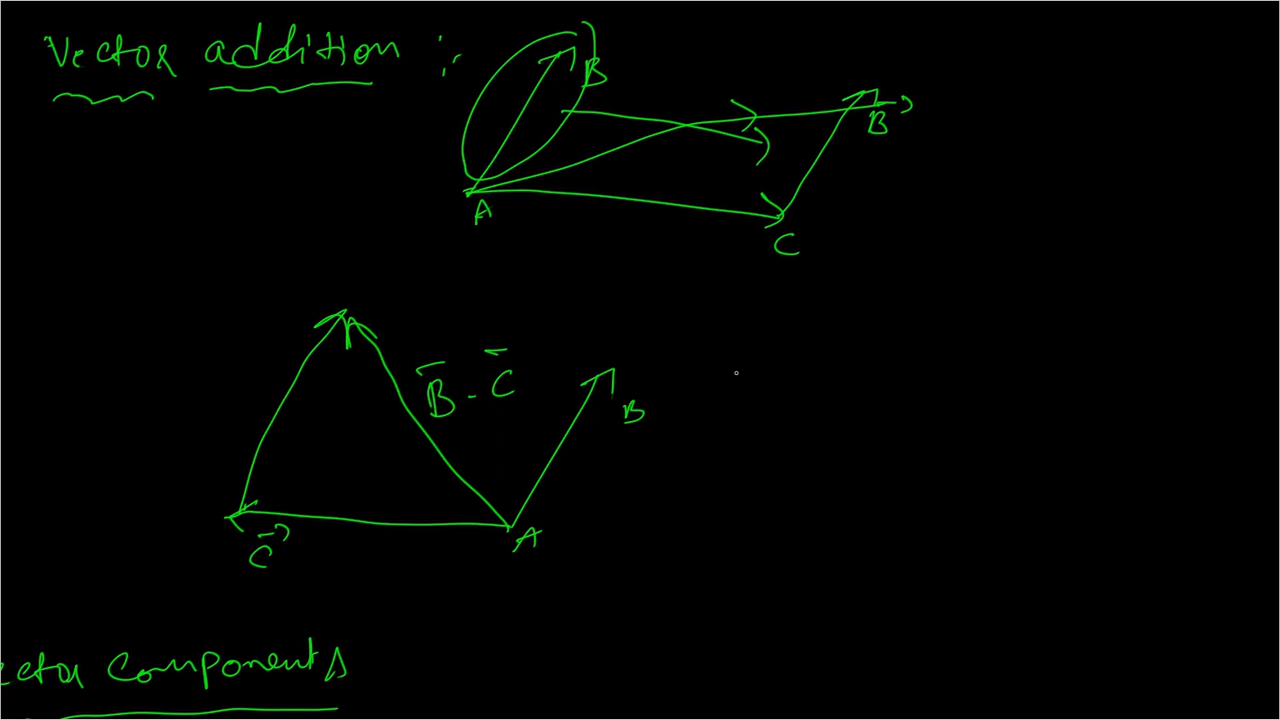 Vector addition :-
B
B
A
C
B - C
B
C
A
ector Components